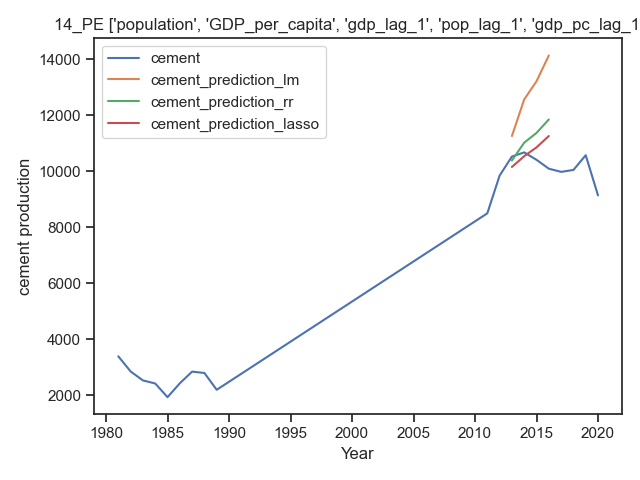 14_PE ['population', 'GDP_per_capita', 'gdp_lag_1', 'pop_lag_1', 'gdp_pc_lag_1
cement
cement_prediction_lm
cement_prediction_rr
cement_prediction_lasso
14000
12000
10000
8000
6000
4000
2000
cement production
1980 1985 1990 1995 2000 2005 2010 2015 2020
Year